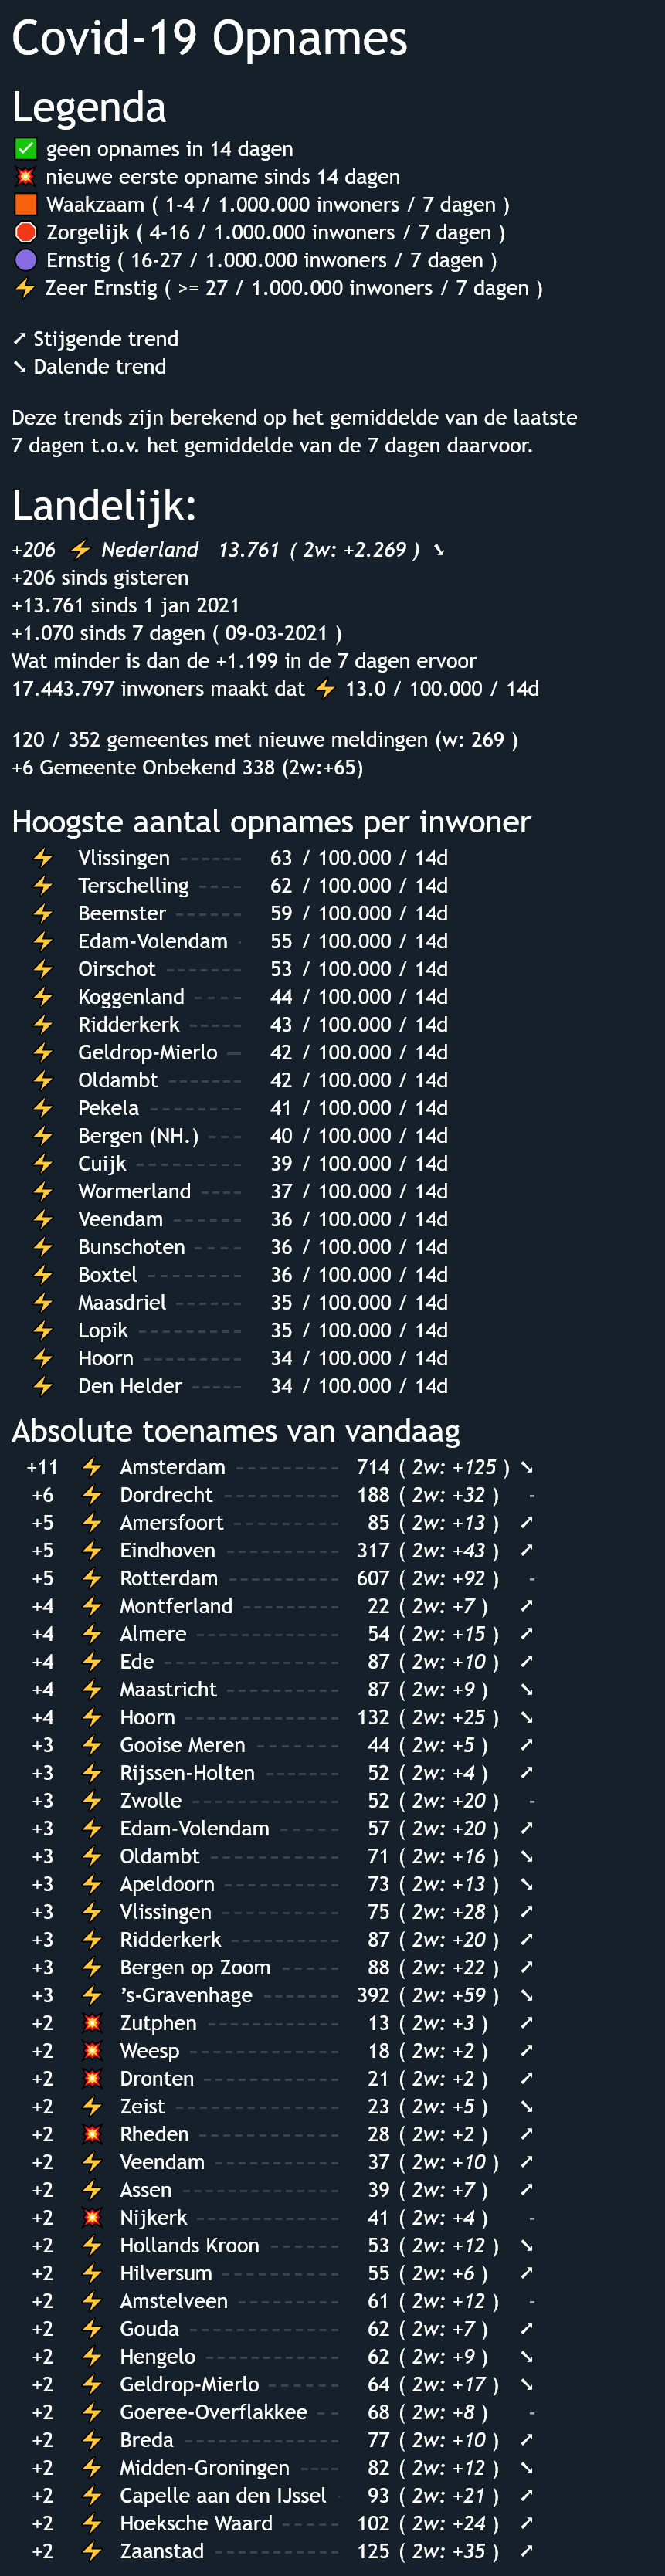 Covid-19 Opnames
Legenda
✅ geen opnames in 14 dagen
💥 nieuwe eerste opname sinds 14 dagen
🟧 Waakzaam ( 1-4 / 1.000.000 inwoners / 7 dagen )
🛑 Zorgelijk ( 4-16 / 1.000.000 inwoners / 7 dagen )
🟣 Ernstig ( 16-27 / 1.000.000 inwoners / 7 dagen )
⚡ Zeer Ernstig ( >= 27 / 1.000.000 inwoners / 7 dagen )
➚ Stijgende trend
➘ Dalende trend
Deze trends zijn berekend op het gemiddelde van de laatste
7 dagen t.o.v. het gemiddelde van de 7 dagen daarvoor.
Landelijk:
+206 ⚡ Nederland 13.761 ( 2w: +2.269 ) ➘
+206 sinds gisteren
+13.761 sinds 1 jan 2021
+1.070 sinds 7 dagen ( 09-03-2021 )
Wat minder is dan de +1.199 in de 7 dagen ervoor
17.443.797 inwoners maakt dat ⚡ 13.0 / 100.000 / 14d
120 / 352 gemeentes met nieuwe meldingen (w: 269 )
+6 Gemeente Onbekend 338 (2w:+65)
Hoogste aantal opnames per inwoner
⚡ Vlissingen ------ 63 / 100.000 / 14d
⚡ Terschelling ---- 62 / 100.000 / 14d
⚡ Beemster ------ 59 / 100.000 / 14d
⚡ Edam-Volendam - 55 / 100.000 / 14d
⚡ Oirschot ------- 53 / 100.000 / 14d
⚡ Koggenland ---- 44 / 100.000 / 14d
⚡ Ridderkerk ----- 43 / 100.000 / 14d
⚡ Geldrop-Mierlo -- 42 / 100.000 / 14d
⚡ Oldambt ------- 42 / 100.000 / 14d
⚡ Pekela -------- 41 / 100.000 / 14d
⚡ Bergen (NH.) --- 40 / 100.000 / 14d
⚡ Cuijk --------- 39 / 100.000 / 14d
⚡ Wormerland ---- 37 / 100.000 / 14d
⚡ Veendam ------ 36 / 100.000 / 14d
⚡ Bunschoten ---- 36 / 100.000 / 14d
⚡ Boxtel -------- 36 / 100.000 / 14d
⚡ Maasdriel ------ 35 / 100.000 / 14d
⚡ Lopik --------- 35 / 100.000 / 14d
⚡ Hoorn --------- 34 / 100.000 / 14d
⚡ Den Helder ----- 34 / 100.000 / 14d
Absolute toenames van vandaag
+11 ⚡ Amsterdam ---------- 714 ( 2w: +125 ) ➘
+6 ⚡ Dordrecht ----------- 188 ( 2w: +32 ) -
+5 ⚡ Amersfoort ---------- 85 ( 2w: +13 ) ➚
+5 ⚡ Eindhoven ---------- 317 ( 2w: +43 ) ➚
+5 ⚡ Rotterdam ---------- 607 ( 2w: +92 ) -
+4 ⚡ Montferland --------- 22 ( 2w: +7 ) ➚
+4 ⚡ Almere ------------- 54 ( 2w: +15 ) ➚
+4 ⚡ Ede --------------- 87 ( 2w: +10 ) ➚
+4 ⚡ Maastricht ---------- 87 ( 2w: +9 ) ➘
+4 ⚡ Hoorn -------------- 132 ( 2w: +25 ) ➘
+3 ⚡ Gooise Meren ------- 44 ( 2w: +5 ) ➚
+3 ⚡ Rijssen-Holten ------- 52 ( 2w: +4 ) ➚
+3 ⚡ Zwolle ------------- 52 ( 2w: +20 ) -
+3 ⚡ Edam-Volendam ----- 57 ( 2w: +20 ) ➚
+3 ⚡ Oldambt ----------- 71 ( 2w: +16 ) ➘
+3 ⚡ Apeldoorn ---------- 73 ( 2w: +13 ) ➘
+3 ⚡ Vlissingen ----------- 75 ( 2w: +28 ) ➚
+3 ⚡ Ridderkerk ---------- 87 ( 2w: +20 ) ➚
+3 ⚡ Bergen op Zoom ----- 88 ( 2w: +22 ) ➚
+3 ⚡ 's-Gravenhage ------- 392 ( 2w: +59 ) ➘
+2 💥 Zutphen ------------ 13 ( 2w: +3 ) ➚
+2 💥 Weesp ------------- 18 ( 2w: +2 ) ➚
+2 💥 Dronten ------------ 21 ( 2w: +2 ) ➚
+2 ⚡ Zeist -------------- 23 ( 2w: +5 ) ➘
+2 💥 Rheden ------------ 28 ( 2w: +2 ) ➚
+2 ⚡ Veendam ----------- 37 ( 2w: +10 ) ➚
+2 ⚡ Assen -------------- 39 ( 2w: +7 ) ➚
+2 💥 Nijkerk ------------ 41 ( 2w: +4 ) -
+2 ⚡ Hollands Kroon ------ 53 ( 2w: +12 ) ➘
+2 ⚡ Hilversum ----------- 55 ( 2w: +6 ) ➚
+2 ⚡ Amstelveen --------- 61 ( 2w: +12 ) -
+2 ⚡ Gouda ------------- 62 ( 2w: +7 ) ➚
+2 ⚡ Hengelo ------------ 62 ( 2w: +9 ) ➘
+2 ⚡ Geldrop-Mierlo ------ 64 ( 2w: +17 ) ➘
+2 ⚡ Goeree-Overflakkee -- 68 ( 2w: +8 ) -
+2 ⚡ Breda -------------- 77 ( 2w: +10 ) ➚
+2 ⚡ Midden-Groningen ---- 82 ( 2w: +12 ) ➘
+2 ⚡ Capelle aan den IJssel - 93 ( 2w: +21 ) ➚
+2 ⚡ Hoeksche Waard ----- 102 ( 2w: +24 ) ➚
+2 ⚡ Zaanstad ----------- 125 ( 2w: +35 ) ➚